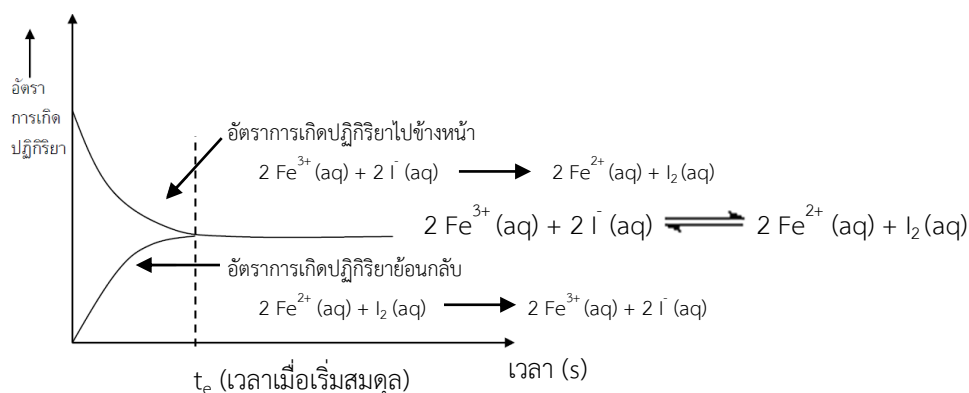 อัตรา
การเกิด
ปฏิกิริยา
อัตราการเกิดปฏิกิริยาไปข้างหน้า
2 Fe³⁺ (aq) + 2 I⁻ (aq) ⟶ 2 Fe²⁺ (aq) + I₂ (aq)
2 Fe³⁺ (aq) + 2 I⁻ (aq) ⇌ 2 Fe²⁺ (aq) + I₂ (aq)
อัตราการเกิดปฏิกิริยาย้อนกลับ
2 Fe²⁺ (aq) + I₂ (aq) ⟶ 2 Fe³⁺ (aq) + 2 I⁻ (aq)
tₑ (เวลาเมื่อเริ่มสมดุล)
เวลา (s)